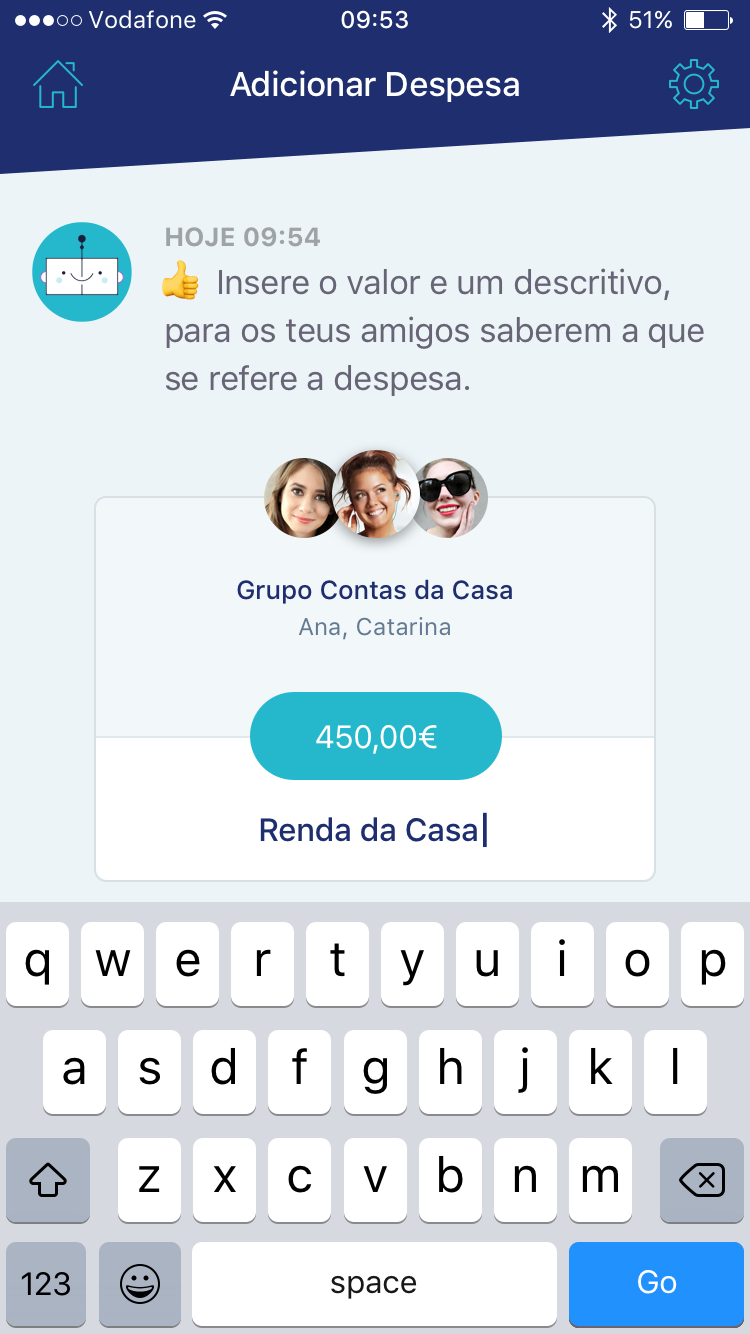 Vodafone 09:53 51%
Adicionar Despesa
HOJE 09:54
👍 Insere o valor e um descritivo,
para os teus amigos saberem a que
se refere a despesa.
Grupo Contas da Casa
Ana, Catarina
450,00€
Renda da Casa
q w e r t y u i o p
a s d f g h j k l
z x c v b n m
123 space Go